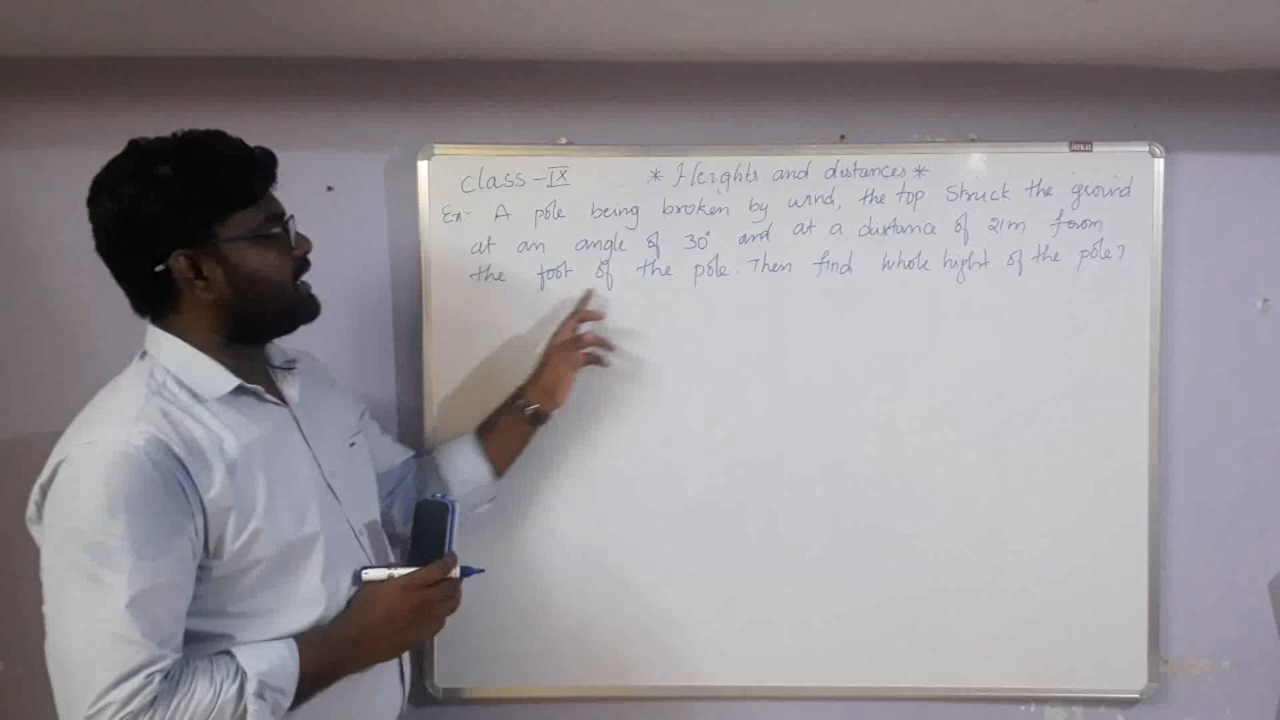 Class-IX * Heights and distances *
Ex:- A pole being broken by wind, the top Struck the ground
at an angle of 30° and at a distance of 21m form
the foot of the pole. Then find whole hight of the pole?